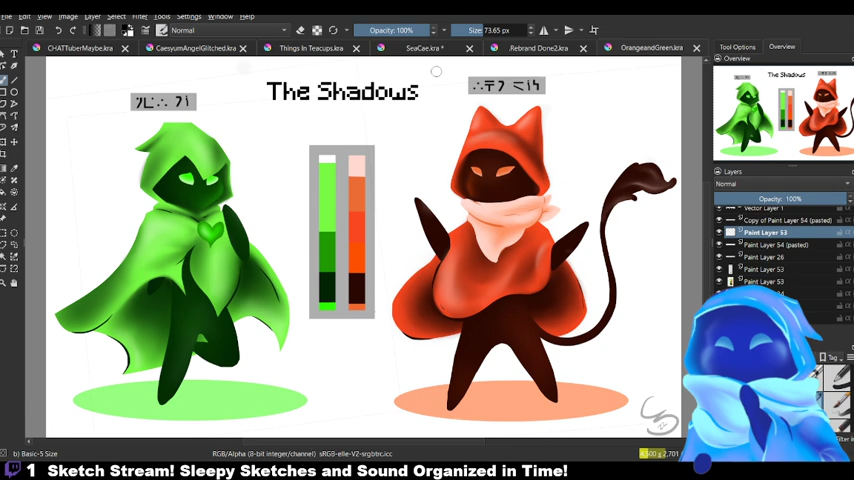 File Edit View Image Layer Select Filter Tools Settings Window Help
Normal
Opacity: 100%
Size: 73.65 px
CHATTuberMaybe.kra
CaesyumAngelGlitched.kra
Things In Teacups.kra
SeaCae.kra *
.Rebrand Done2.kra
OrangeandGreen.kra
Tool Options
Overview
Overview
The Shadows
Layers
Normal
Opacity: 100%
Vector Layer 1
Copy of Paint Layer 54 (pasted)
Paint Layer 53
Paint Layer 54 (pasted)
Paint Layer 26
Paint Layer 53
Paint Layer 53
Tag
b) Basic-5 Size
RGB/Alpha (8-bit integer/channel) sRGB-elle-V2-srgbtrc.icc
1 Sketch Stream! Sleepy Sketches and Sound Organized in Time!